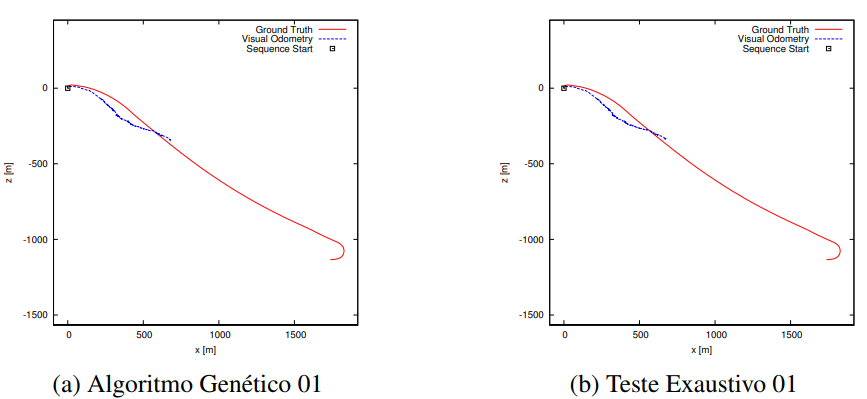 Ground Truth
Visual Odometry
Sequence Start
0
-500
-1000
-1500
z [m]
0 500 1000 1500
x [m]
(a) Algoritmo Genético 01
Ground Truth
Visual Odometry
Sequence Start
0
-500
-1000
-1500
z [m]
0 500 1000 1500
x [m]
(b) Teste Exaustivo 01